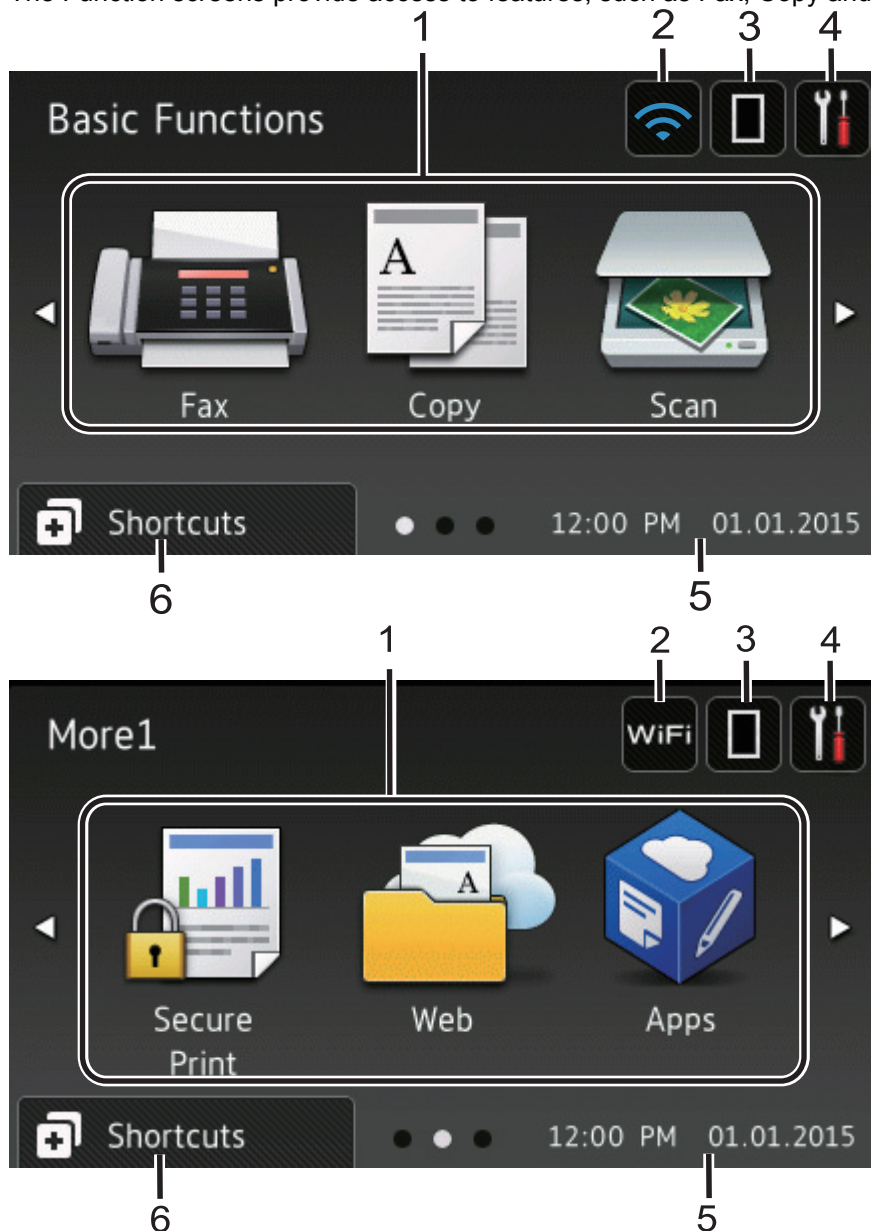 The Function screens provide access to features, such as Fax, Copy and
1 2 3 4
Basic Functions
A
Fax Copy Scan
Shortcuts 12:00 PM 01.01.2015
6 5
1 2 3 4
More1 WiFi
A
Secure Web Apps
Print
Shortcuts 12:00 PM 01.01.2015
6 5